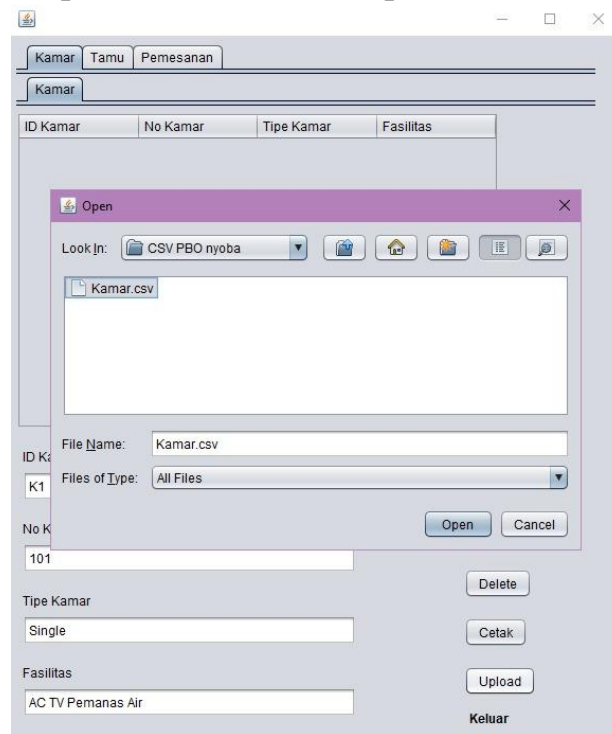 Kamar Tamu Pemesanan
Kamar
ID Kamar No Kamar Tipe Kamar Fasilitas
Open
Look In: CSV PBO nyoba
Kamar.csv
File Name: Kamar.csv
Files of Type: All Files
Open Cancel
ID Ka
K1
No K
101
Delete
Tipe Kamar
Single
Cetak
Fasilitas
Upload
AC TV Pemanas Air
Keluar